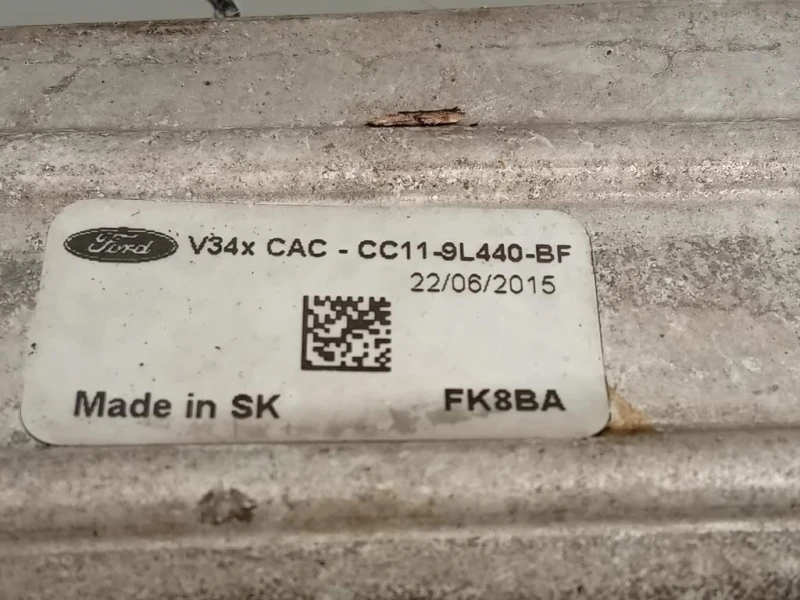 Ford V34x CAC - CC11-9L440-BF
22/06/2015
Made in SK FK8BA